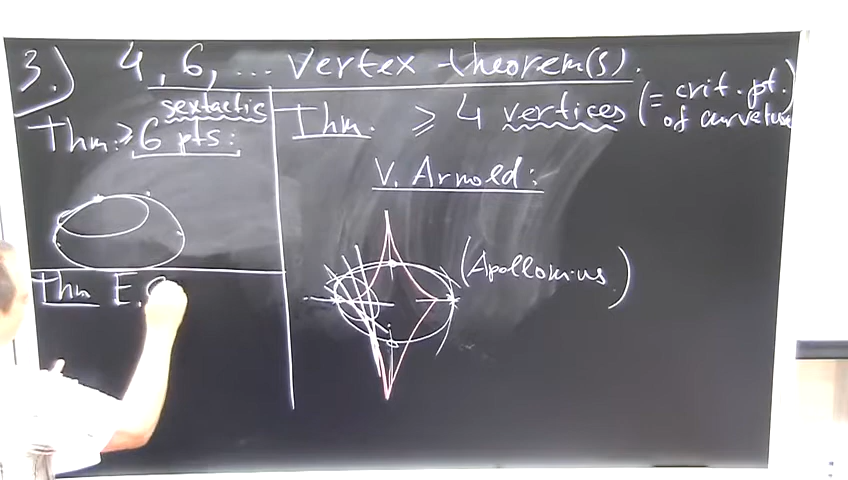 3.) 4, 6, ... Vertex theorem(s).
sextactic
Thm: ≥ 6 pts:
Thm. ≥ 4 vertices (= crit. pt. of curvature)
V. Arnold:
(Apollonius)
Thm E.